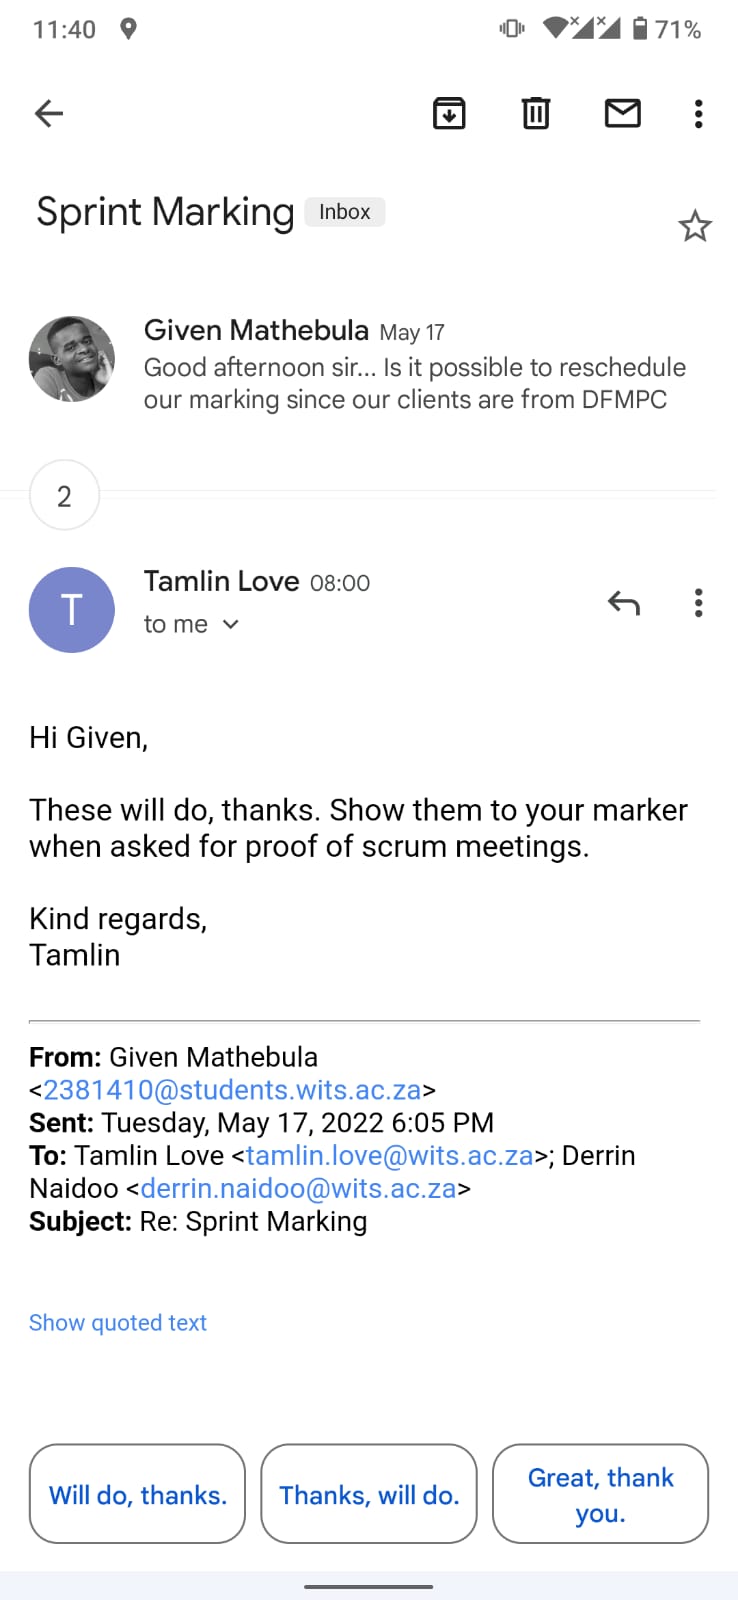 11:40
71%
Sprint Marking Inbox
Given Mathebula May 17
Good afternoon sir... Is it possible to reschedule
our marking since our clients are from DFMPC
2
T
Tamlin Love 08:00
to me
Hi Given,
These will do, thanks. Show them to your marker
when asked for proof of scrum meetings.
Kind regards,
Tamlin
From: Given Mathebula
<2381410@students.wits.ac.za>
Sent: Tuesday, May 17, 2022 6:05 PM
To: Tamlin Love <tamlin.love@wits.ac.za>; Derrin
Naidoo <derrin.naidoo@wits.ac.za>
Subject: Re: Sprint Marking
Show quoted text
Will do, thanks.
Thanks, will do.
Great, thank
you.